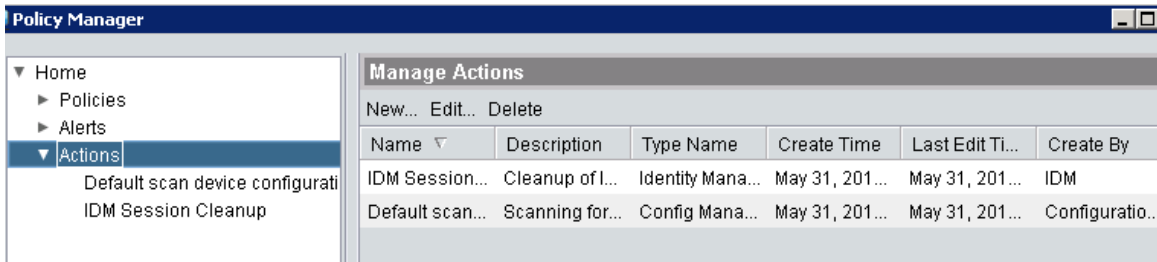 Policy Manager
Home
Policies
Alerts
Actions
Default scan device configurati
IDM Session Cleanup
Manage Actions
New... Edit... Delete
Name Description Type Name Create Time Last Edit Ti... Create By
IDM Session... Cleanup of I... Identity Mana... May 31, 201... May 31, 201... IDM
Default scan... Scanning for... Config Mana... May 31, 201... May 31, 201... Configuratio...